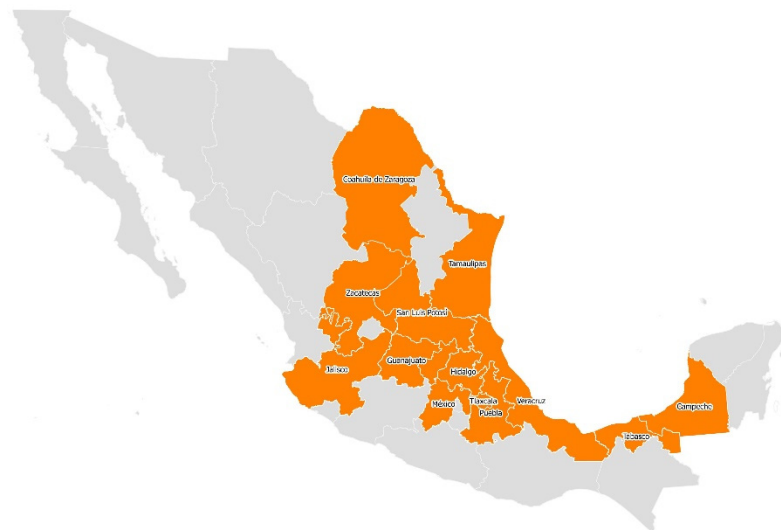 Coahuila de Zaragoza
Tamaulipas
Zacatecas
San Luis Potosí
Guanajuato
Jalisco
Hidalgo
México
Tlaxcala
Veracruz
Puebla
Campeche
Tabasco